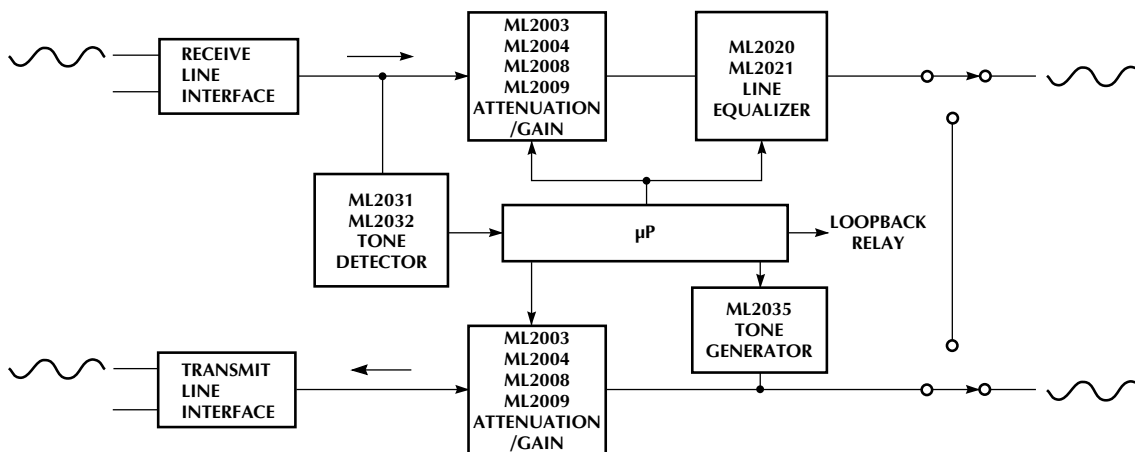 RECEIVE
LINE
INTERFACE
ML2003
ML2004
ML2008
ML2009
ATTENUATION
/GAIN
ML2020
ML2021
LINE
EQUALIZER
ML2031
ML2032
TONE
DETECTOR
µP
LOOPBACK
RELAY
ML2035
TONE
GENERATOR
TRANSMIT
LINE
INTERFACE
ML2003
ML2004
ML2008
ML2009
ATTENUATION
/GAIN